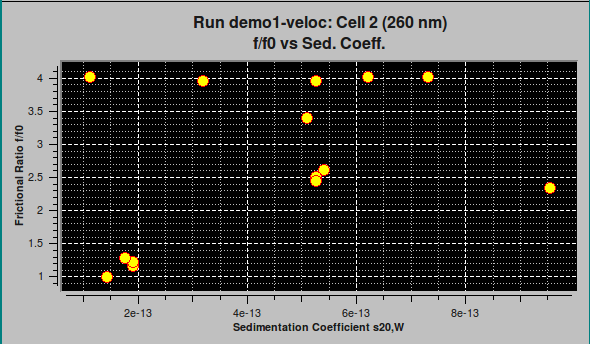 Run demo1-veloc: Cell 2 (260 nm)
f/f0 vs Sed. Coeff.
Frictional Ratio f/f0
4
3.5
3
2.5
2
1.5
1
2e-13 4e-13 6e-13 8e-13
Sedimentation Coefficient s20,W